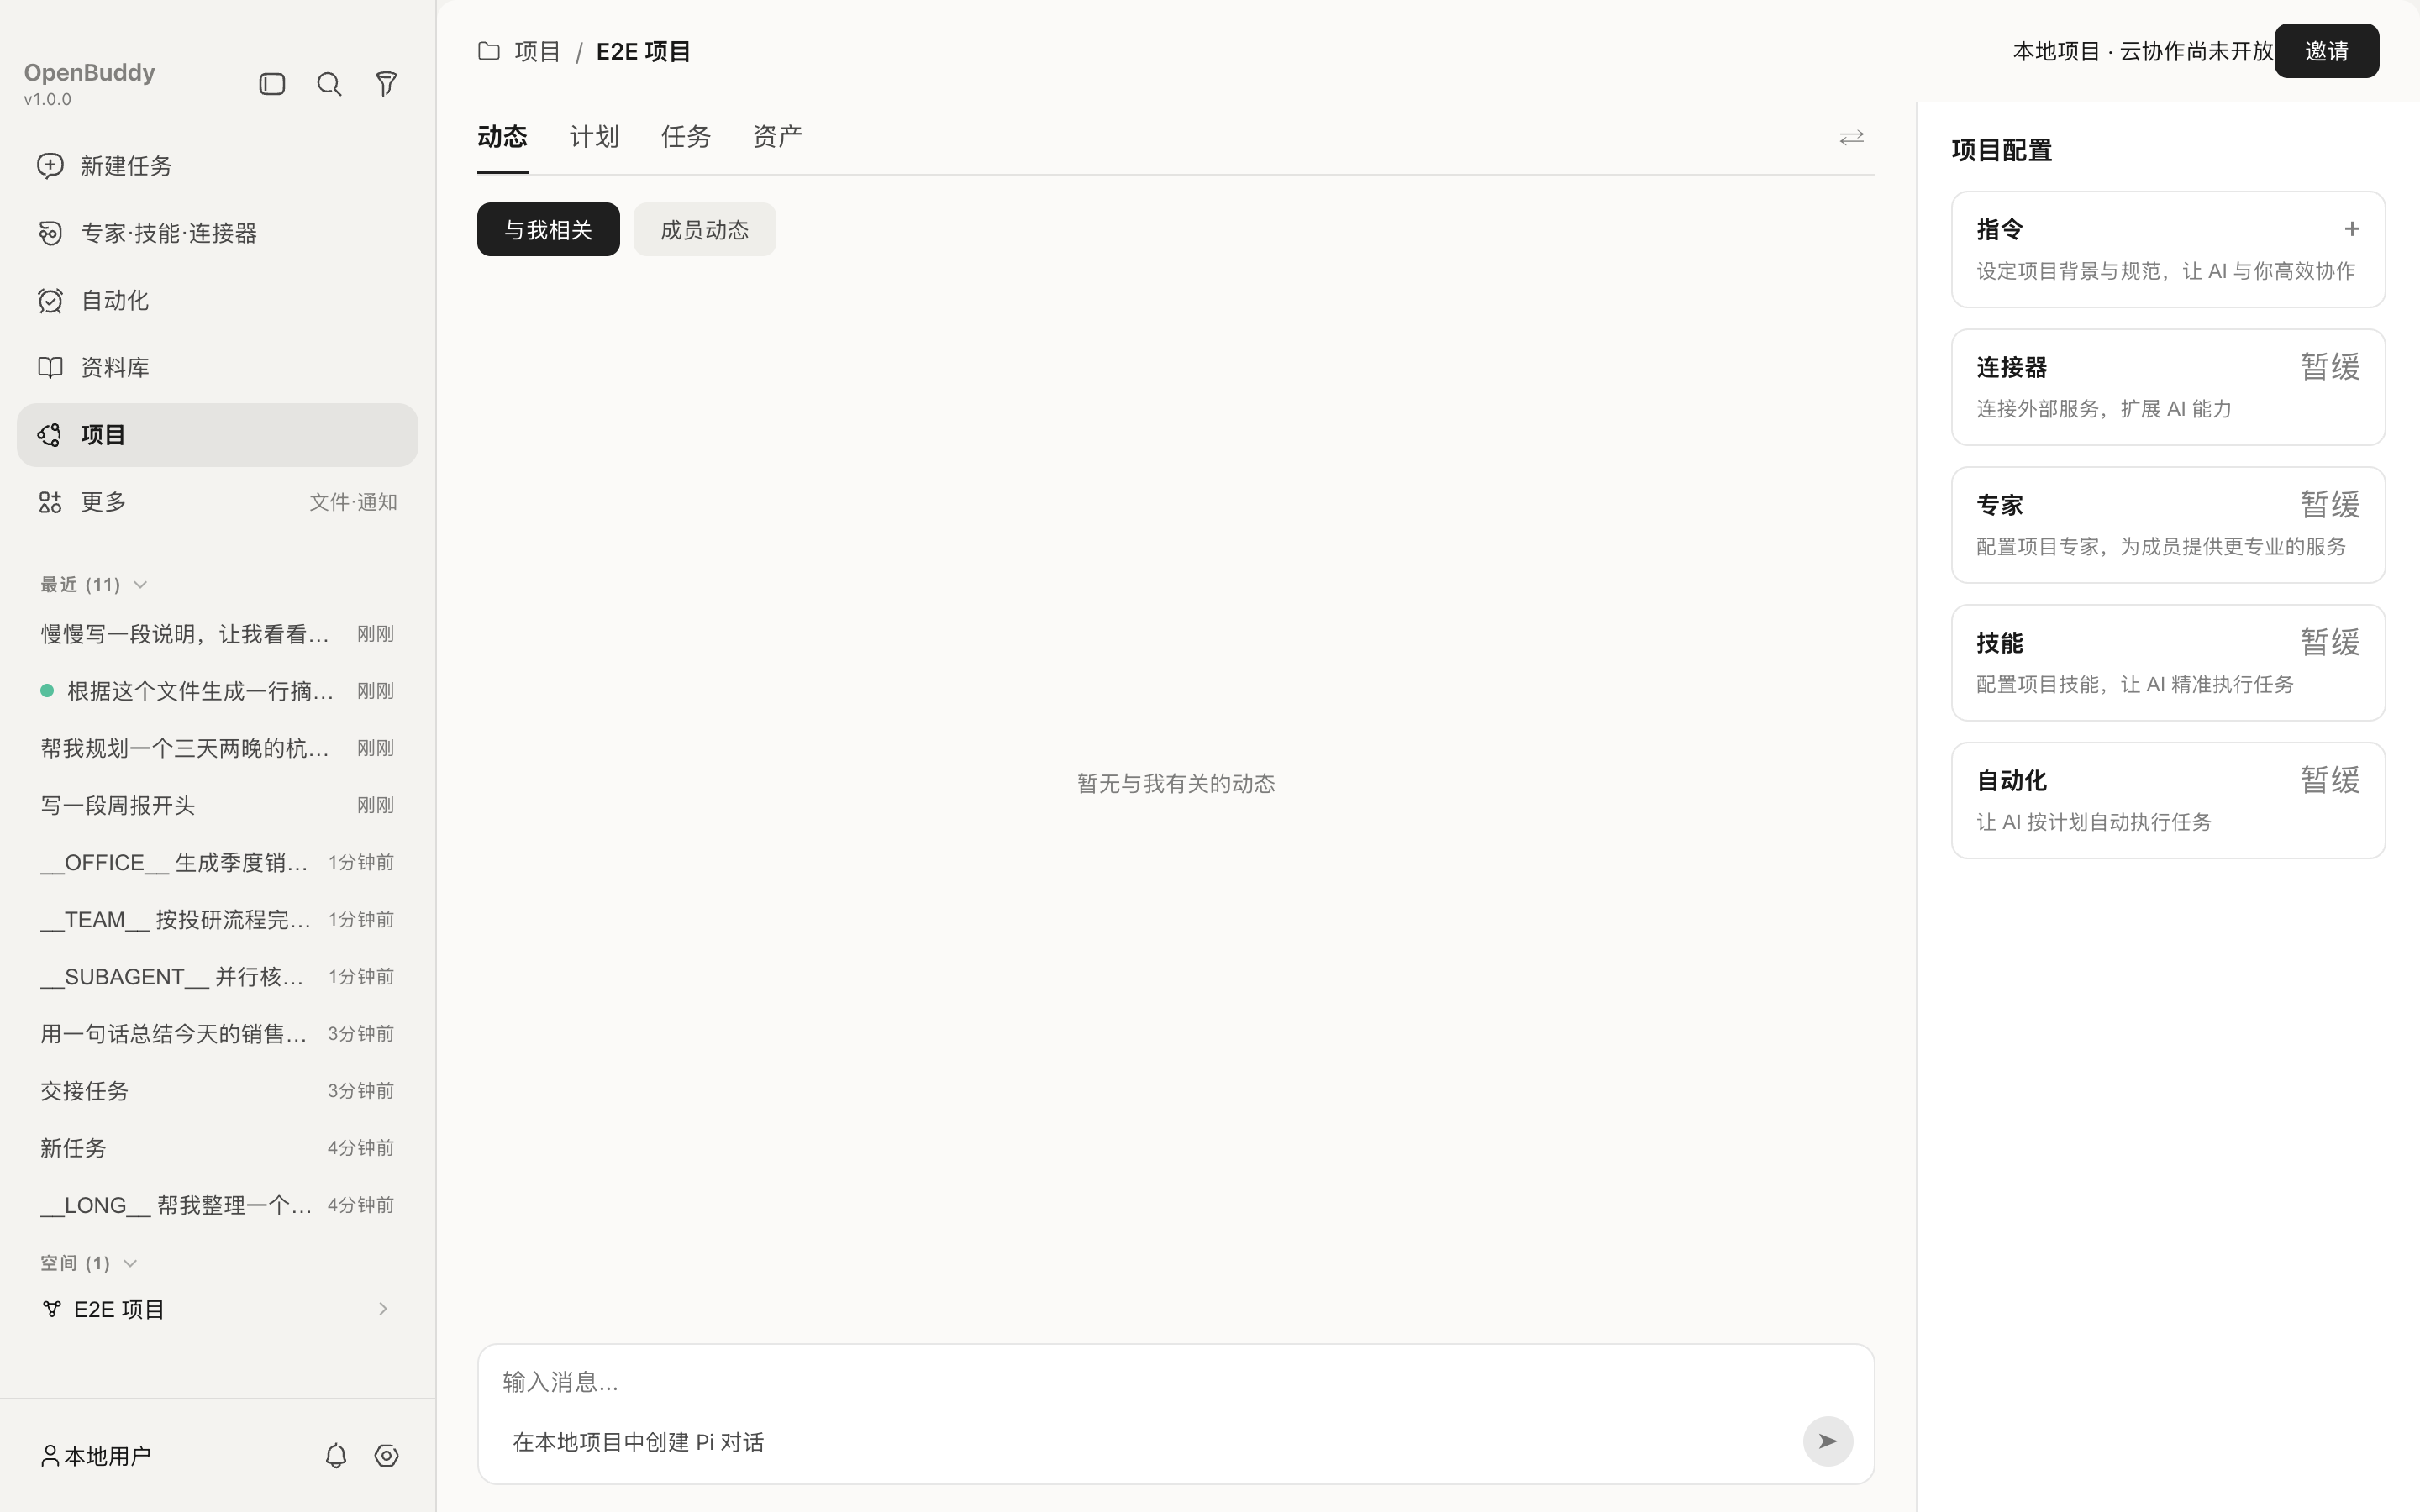 OpenBuddy
v1.0.0
新建任务
专家·技能·连接器
自动化
资料库
项目
更多 文件·通知
最近 (11)
慢慢写一段说明，让我看看... 刚刚
根据这个文件生成一行摘... 刚刚
帮我规划一个三天两晚的杭... 刚刚
写一段周报开头 刚刚
__OFFICE__ 生成季度销... 1分钟前
__TEAM__ 按投研流程完... 1分钟前
__SUBAGENT__ 并行核... 1分钟前
用一句话总结今天的销售... 3分钟前
交接任务 3分钟前
新任务 4分钟前
__LONG__ 帮我整理一个... 4分钟前
空间 (1)
E2E 项目
本地用户
项目 / E2E 项目
本地项目 · 云协作尚未开放 邀请
动态 计划 任务 资产
与我相关 成员动态
暂无与我有关的动态
输入消息...
在本地项目中创建 Pi 对话
项目配置
指令 +
设定项目背景与规范，让 AI 与你高效协作
连接器 暂缓
连接外部服务，扩展 AI 能力
专家 暂缓
配置项目专家，为成员提供更专业的服务
技能 暂缓
配置项目技能，让 AI 精准执行任务
自动化 暂缓
让 AI 按计划自动执行任务